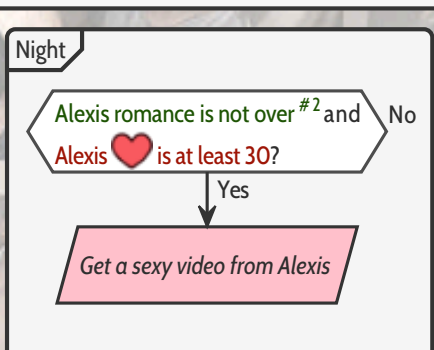 Night
Alexis romance is not over #2 and
No
Alexis ❤ is at least 30?
Yes
Get a sexy video from Alexis